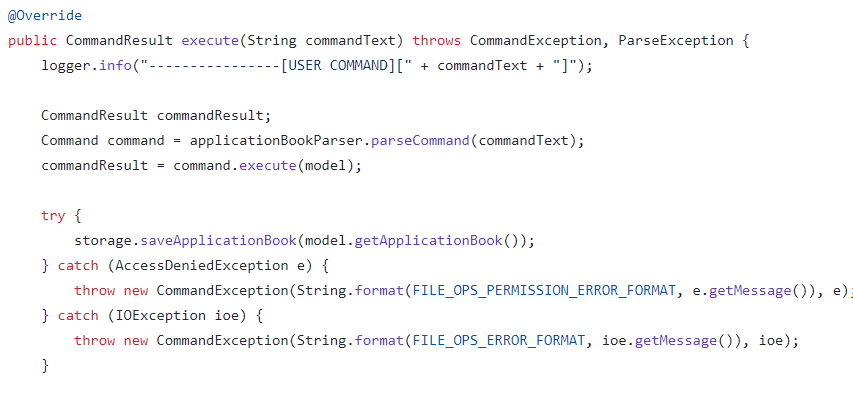 @Override
public CommandResult execute(String commandText) throws CommandException, ParseException {
    logger.info("----------------[USER COMMAND][" + commandText + "]");

    CommandResult commandResult;
    Command command = applicationBookParser.parseCommand(commandText);
    commandResult = command.execute(model);

    try {
        storage.saveApplicationBook(model.getApplicationBook());
    } catch (AccessDeniedException e) {
        throw new CommandException(String.format(FILE_OPS_PERMISSION_ERROR_FORMAT, e.getMessage()), e);
    } catch (IOException ioe) {
        throw new CommandException(String.format(FILE_OPS_ERROR_FORMAT, ioe.getMessage()), ioe);
    }